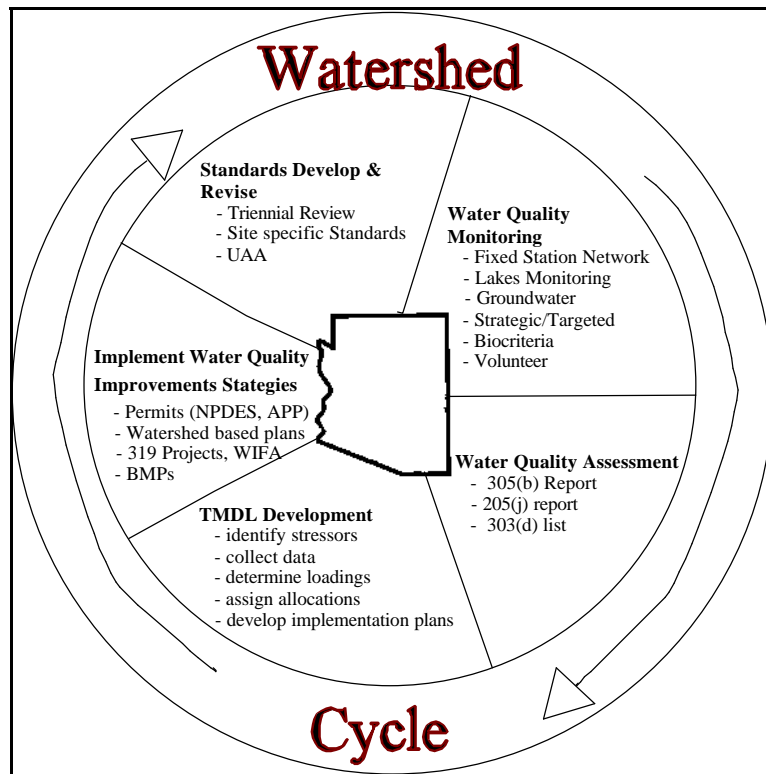 Watershed
Standards Develop &
Revise
- Triennial Review
- Site specific Standards
- UAA
Water Quality
Monitoring
- Fixed Station Network
- Lakes Monitoring
- Groundwater
- Strategic/Targeted
- Biocriteria
- Volunteer
Water Quality Assessment
- 305(b) Report
- 205(j) report
- 303(d) list
TMDL Development
- identify stressors
- collect data
- determine loadings
- assign allocations
- develop implementation plans
Implement Water Quality
Improvements Stategies
- Permits (NPDES, APP)
- Watershed based plans
- 319 Projects, WIFA
- BMPs
Cycle